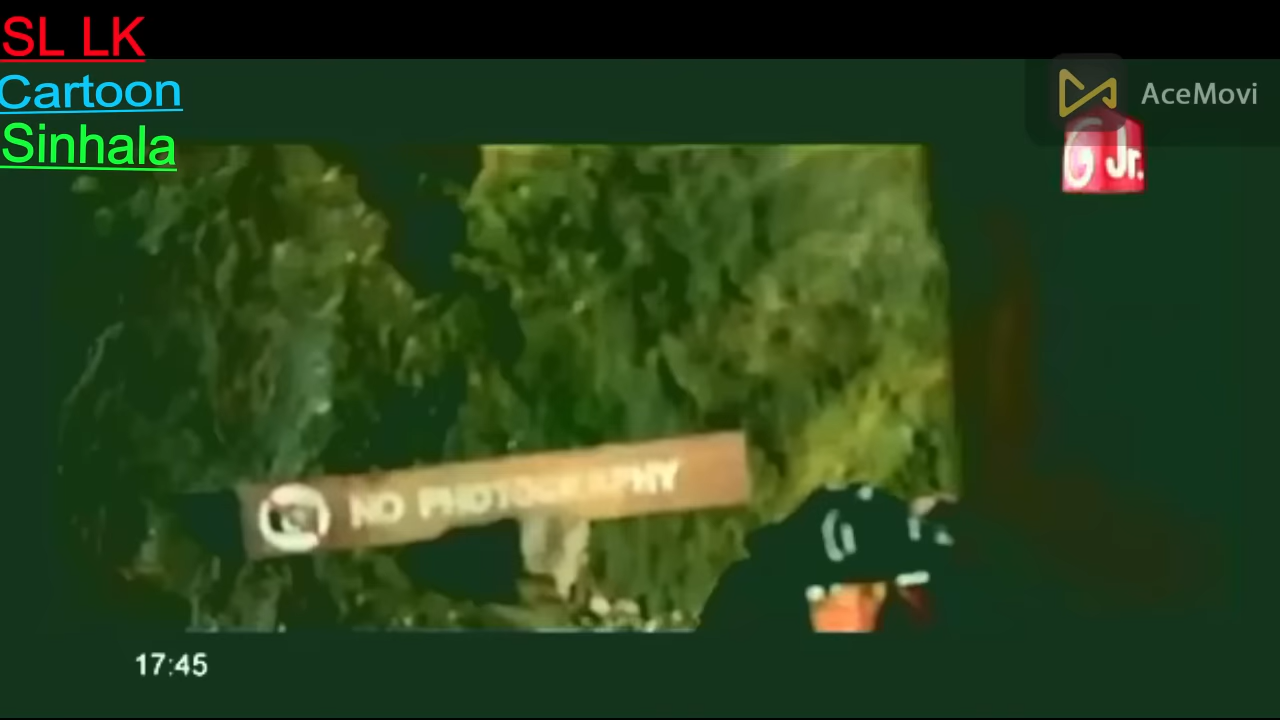 SL LK
Cartoon
Sinhala
AceMovi
G Jr.
NO PHOTOGRAPHY
17:45